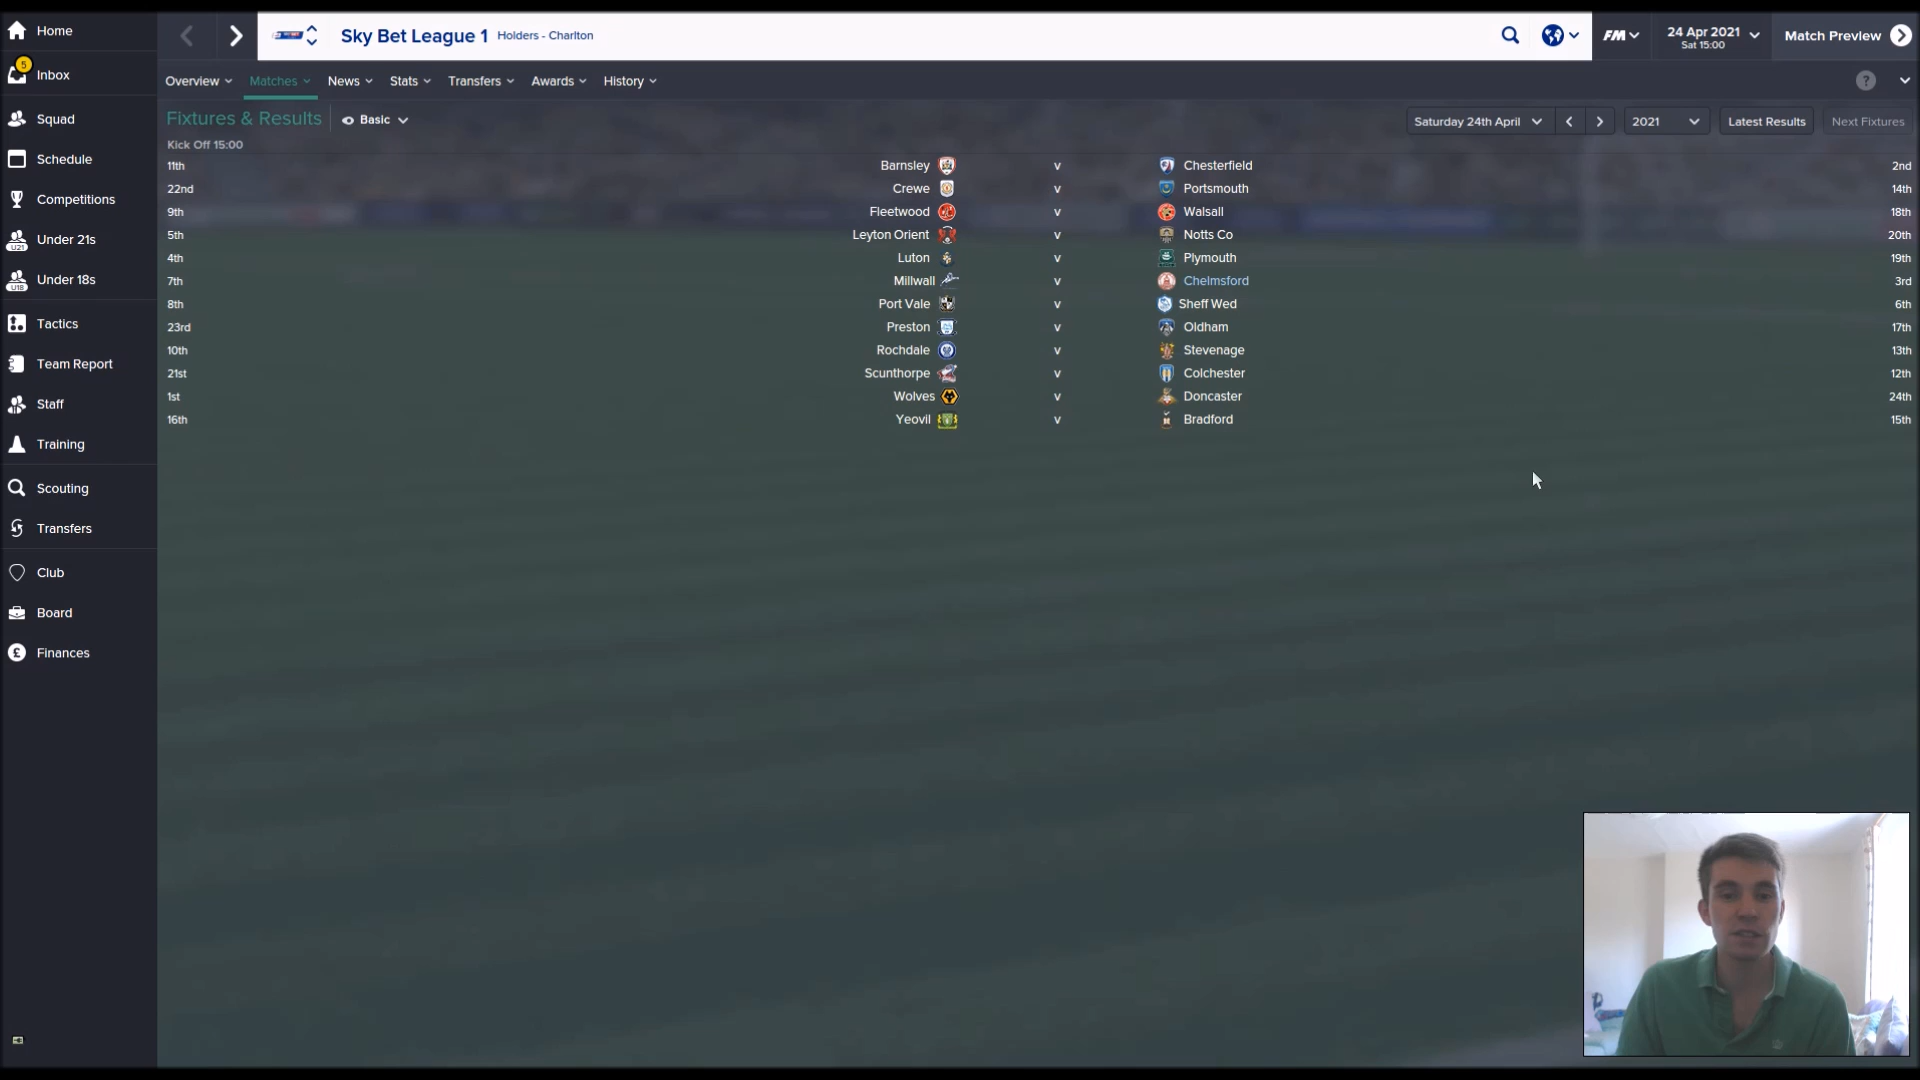 Home
Sky Bet League 1 Holders - Charlton
FM
24 Apr 2021
Sat 15:00
Match Preview
5
Inbox
Overview Matches News Stats Transfers Awards History
?
Squad
Fixtures & Results Basic
Saturday 24th April 2021 Latest Results Next Fixtures
Kick Off 15:00
11th Barnsley v Chesterfield 2nd
22nd Crewe v Portsmouth 14th
9th Fleetwood v Walsall 18th
5th Leyton Orient v Notts Co 20th
4th Luton v Plymouth 19th
7th Millwall v Chelmsford 3rd
8th Port Vale v Sheff Wed 6th
23rd Preston v Oldham 17th
10th Rochdale v Stevenage 13th
21st Scunthorpe v Colchester 12th
1st Wolves v Doncaster 24th
16th Yeovil v Bradford 15th
Schedule
Competitions
U21
Under 21s
U18
Under 18s
Tactics
Team Report
Staff
Training
Scouting
Transfers
Club
Board
£
Finances